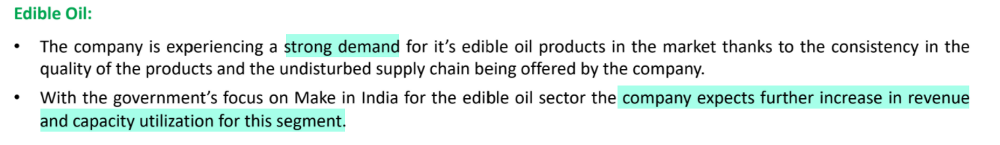 Edible Oil:
• The company is experiencing a strong demand for it's edible oil products in the market thanks to the consistency in the
quality of the products and the undisturbed supply chain being offered by the company.
• With the government's focus on Make in India for the edible oil sector the company expects further increase in revenue
and capacity utilization for this segment.